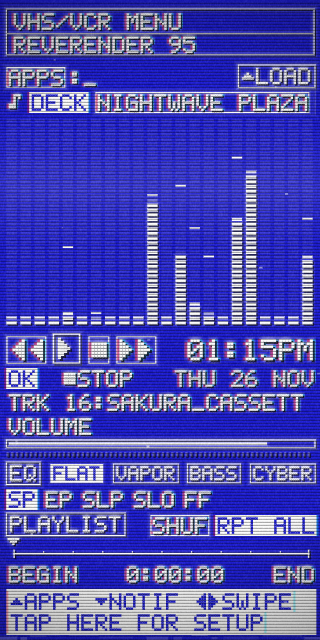 VHS/VCR MENU
REVERENDER 95
APPS:_ LOAD
DECK NIGHTWAVE PLAZA
01:15PM
OK STOP THU 26 NOV
TRK 16:SAKURA_CASSETT
VOLUME
EQ FLAT VAPOR BASS CYBER
SP EP SLP SLO FF
PLAYLIST SHUF RPT ALL
BEGIN 0:00:00 END
APPS NOTIF SWIPE
TAP HERE FOR SETUP